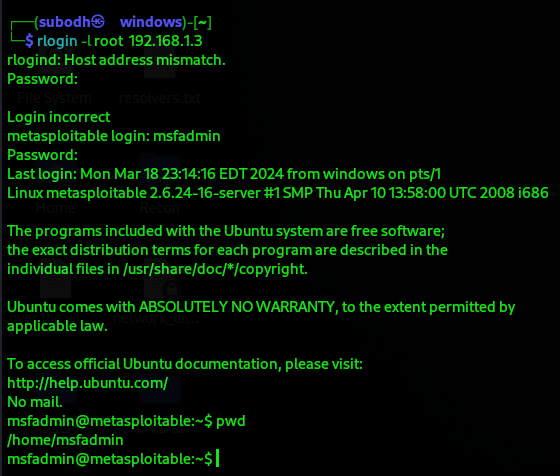 ┌──(subodh㉿ windows)-[~]
└─$ rlogin -l root 192.168.1.3
rlogind: Host address mismatch.
Password:
File System resolvers.txt
Login incorrect
metasploitable login: msfadmin
Password:
Last login: Mon Mar 18 23:14:16 EDT 2024 from windows on pts/1
Linux metasploitable 2.6.24-16-server #1 SMP Thu Apr 10 13:58:00 UTC 2008 i686
Home Recon
The programs included with the Ubuntu system are free software;
the exact distribution terms for each program are described in the
individual files in /usr/share/doc/*/copyright.
Ubuntu comes with ABSOLUTELY NO WARRANTY, to the extent permitted by
applicable law.
To access official Ubuntu documentation, please visit:
http://help.ubuntu.com/
No mail.
msfadmin@metasploitable:~$ pwd
/home/msfadmin
msfadmin@metasploitable:~$